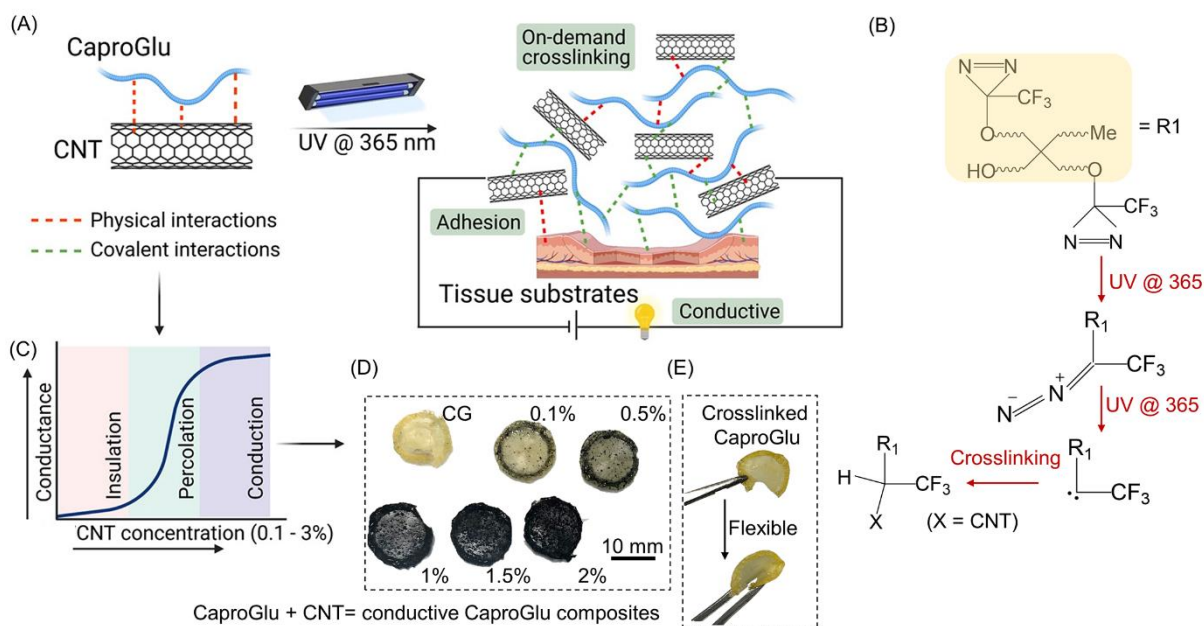 (A)
CaproGlu
CNT
UV @ 365 nm
Physical interactions
Covalent interactions
On-demand
crosslinking
Adhesion
Tissue substrates
Conductive
(B)
N=N
CF₃
O
Me
HO
O
= R1
CF₃
N=N
UV @ 365
R₁
CF₃
N⁺
N⁻
UV @ 365
R₁
CF₃
Crosslinking
R₁
H
CF₃
X
(X = CNT)
(C)
Conductance
Insulation
Percolation
Conduction
CNT concentration (0.1 - 3%)
(D)
CG
0.1%
0.5%
1%
1.5%
2%
10 mm
(E)
Crosslinked
CaproGlu
Flexible
CaproGlu + CNT= conductive CaproGlu composites